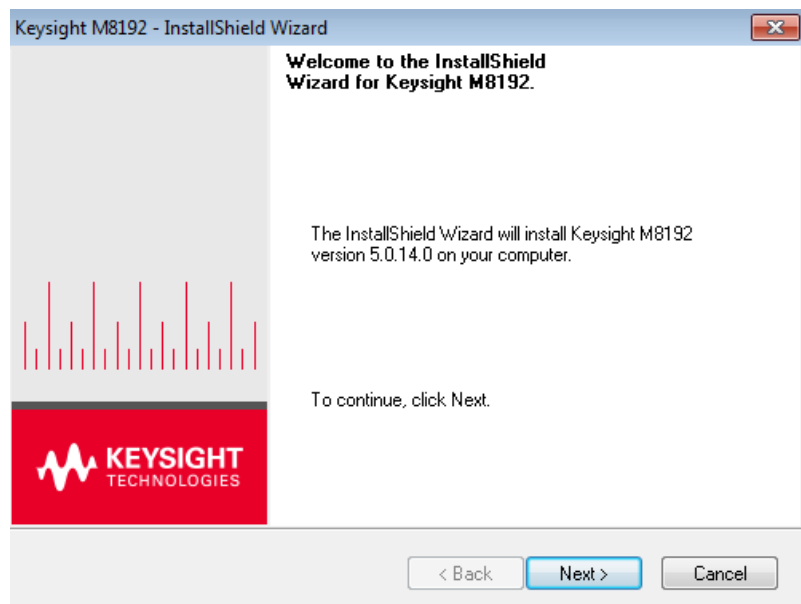 Keysight M8192 - InstallShield Wizard
Welcome to the InstallShield
Wizard for Keysight M8192.
The InstallShield Wizard will install Keysight M8192
version 5.0.14.0 on your computer.
To continue, click Next.
KEYSIGHT
TECHNOLOGIES
< Back
Next >
Cancel